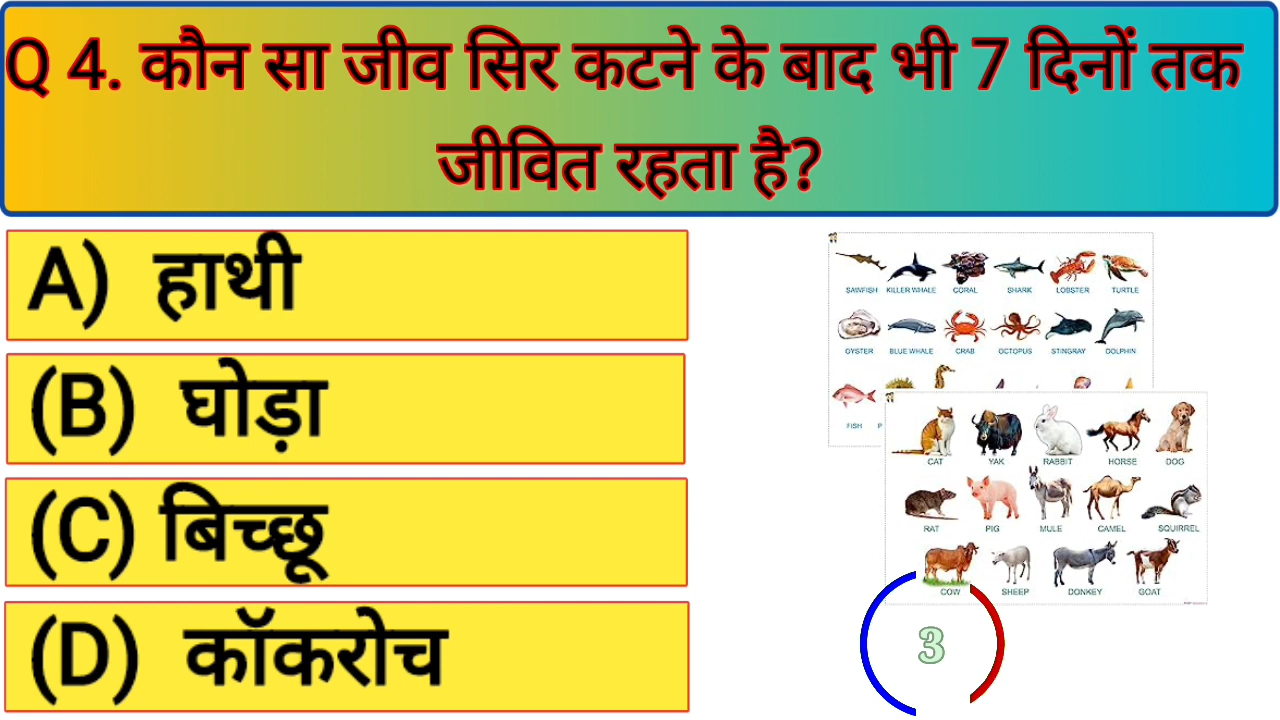 Q 4. कौन सा जीव सिर कटने के बाद भी 7 दिनों तक
जीवित रहता है?
A) हाथी
(B) घोड़ा
(C) बिच्छू
(D) कॉकरोच
SAWFISH KILLER WHALE CORAL SHARK LOBSTER TURTLE
OYSTER BLUE WHALE CRAB OCTOPUS STINGRAY DOLPHIN
FISH P
CAT YAK RABBIT HORSE DOG
RAT PIG MULE CAMEL SQUIRREL
COW SHEEP DONKEY GOAT
3